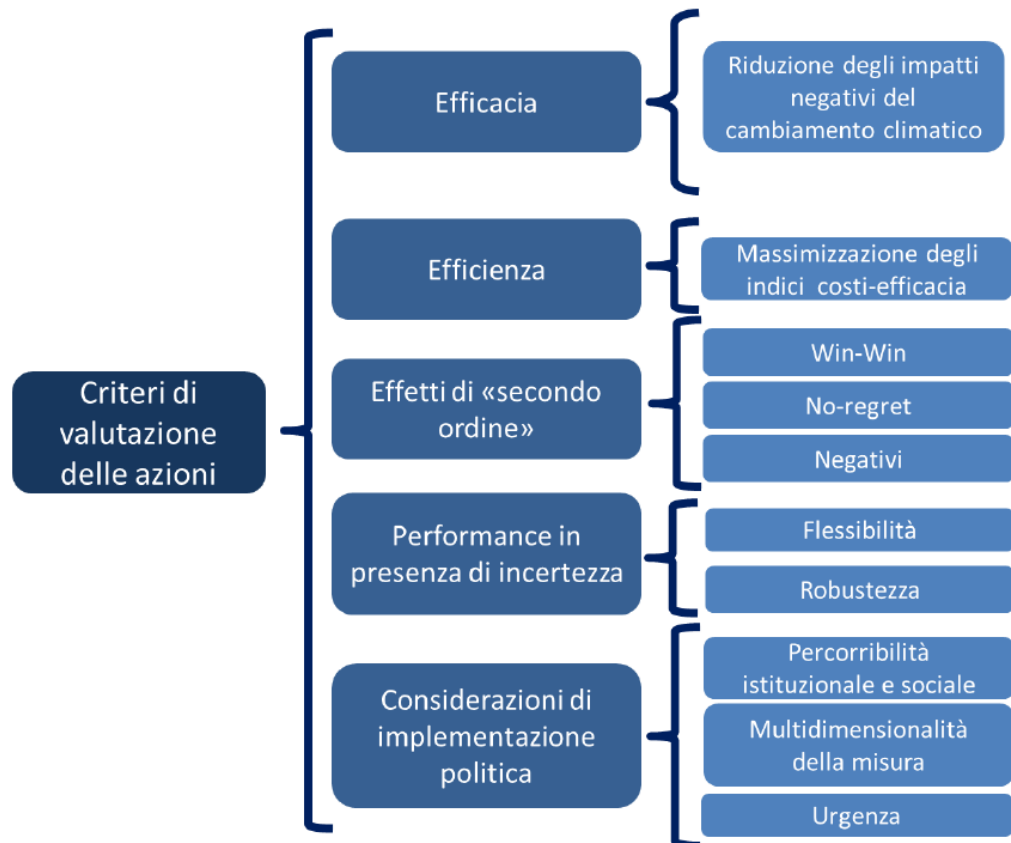 Criteri di
valutazione
delle azioni
Efficacia
Riduzione degli impatti
negativi del
cambiamento climatico
Efficienza
Massimizzazione degli
indici costi-efficacia
Effetti di «secondo
ordine»
Win-Win
No-regret
Negativi
Performance in
presenza di incertezza
Flessibilità
Robustezza
Considerazioni di
implementazione
politica
Percorribilità
istituzionale e sociale
Multidimensionalità
della misura
Urgenza